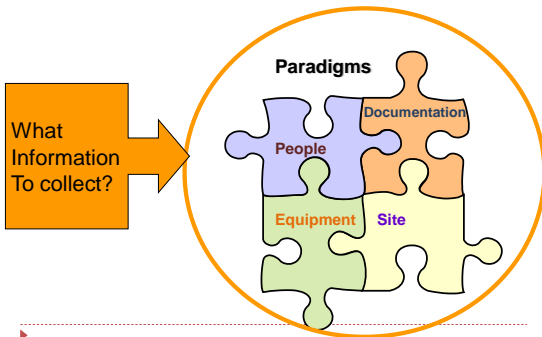 What
Information
To collect?
Paradigms
Documentation
People
Equipment
Site